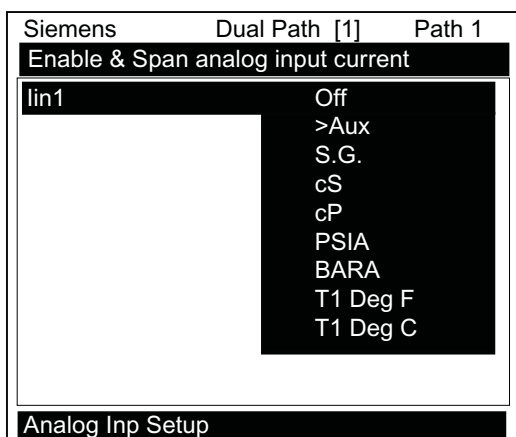 Siemens Dual Path [1] Path 1
Enable & Span analog input current
Iin1 Off
>Aux
S.G.
cS
cP
PSIA
BARA
T1 Deg F
T1 Deg C
Analog Inp Setup